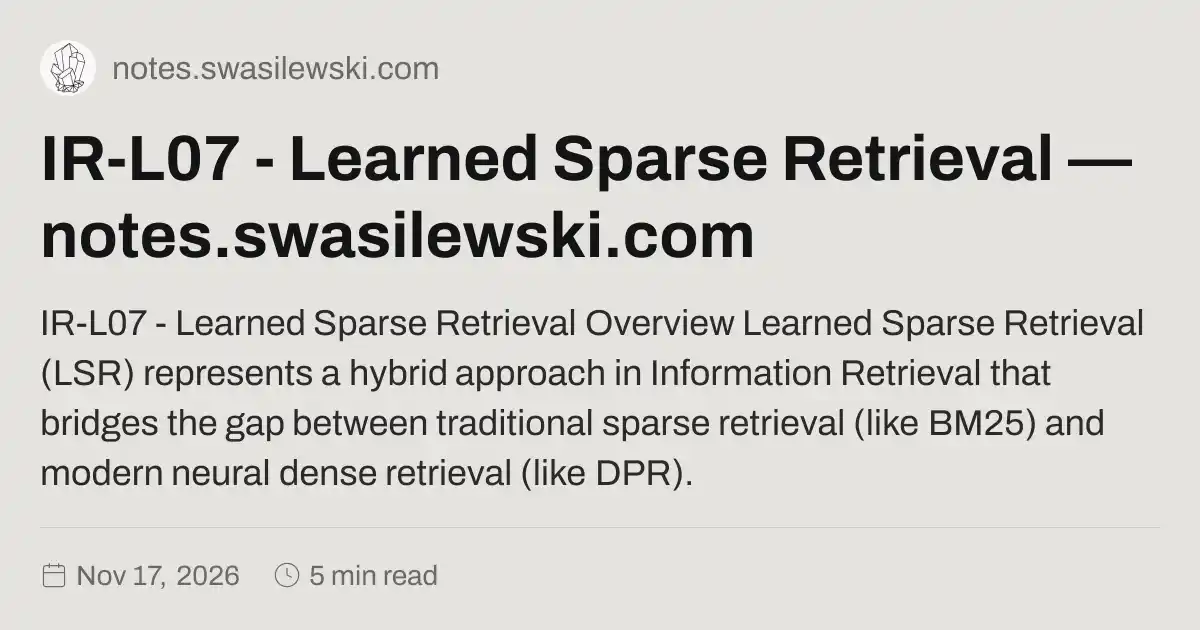 notes.swasilewski.com
IR-L07 - Learned Sparse Retrieval —
notes.swasilewski.com
IR-L07 - Learned Sparse Retrieval Overview Learned Sparse Retrieval
(LSR) represents a hybrid approach in Information Retrieval that
bridges the gap between traditional sparse retrieval (like BM25) and
modern neural dense retrieval (like DPR).
Nov 17, 2026 5 min read